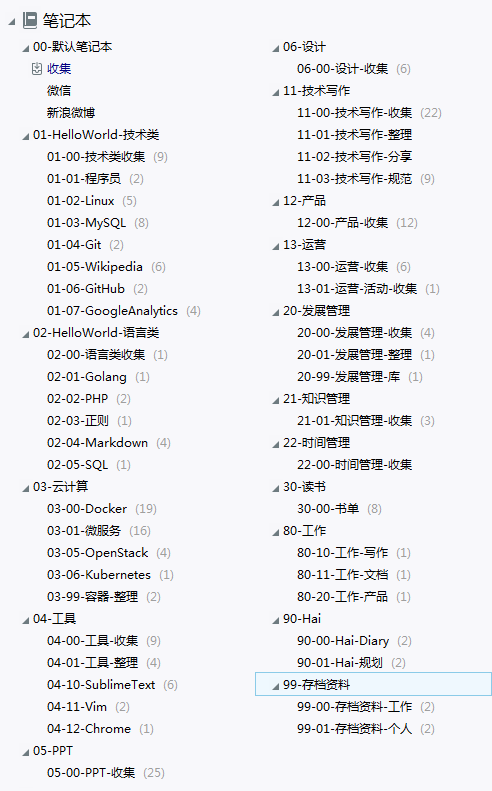 笔记本
00-默认笔记本
收集
微信
新浪微博
01-HelloWorld-技术类
01-00-技术类收集 (9)
01-01-程序员 (2)
01-02-Linux (5)
01-03-MySQL (8)
01-04-Git (2)
01-05-Wikipedia (6)
01-06-GitHub (2)
01-07-GoogleAnalytics (4)
02-HelloWorld-语言类
02-00-语言类收集 (1)
02-01-Golang (1)
02-02-PHP (2)
02-03-正则 (1)
02-04-Markdown (4)
02-05-SQL (1)
03-云计算
03-00-Docker (19)
03-01-微服务 (16)
03-05-OpenStack (4)
03-06-Kubernetes (1)
03-99-容器-整理 (2)
04-工具
04-00-工具-收集 (9)
04-01-工具-整理 (4)
04-10-SublimeText (6)
04-11-Vim (2)
04-12-Chrome (1)
05-PPT
05-00-PPT-收集 (25)
06-设计
06-00-设计-收集 (6)
11-技术写作
11-00-技术写作-收集 (22)
11-01-技术写作-整理
11-02-技术写作-分享
11-03-技术写作-规范 (9)
12-产品
12-00-产品-收集 (12)
13-运营
13-00-运营-收集 (6)
13-01-运营-活动-收集 (1)
20-发展管理
20-00-发展管理-收集 (4)
20-01-发展管理-整理 (1)
20-99-发展管理-库 (1)
21-知识管理
21-01-知识管理-收集 (3)
22-时间管理
22-00-时间管理-收集
30-读书
30-00-书单 (8)
80-工作
80-10-工作-写作 (1)
80-11-工作-文档 (1)
80-20-工作-产品 (1)
90-Hai
90-00-Hai-Diary (2)
90-01-Hai-规划 (2)
99-存档资料
99-00-存档资料-工作 (2)
99-01-存档资料-个人 (2)